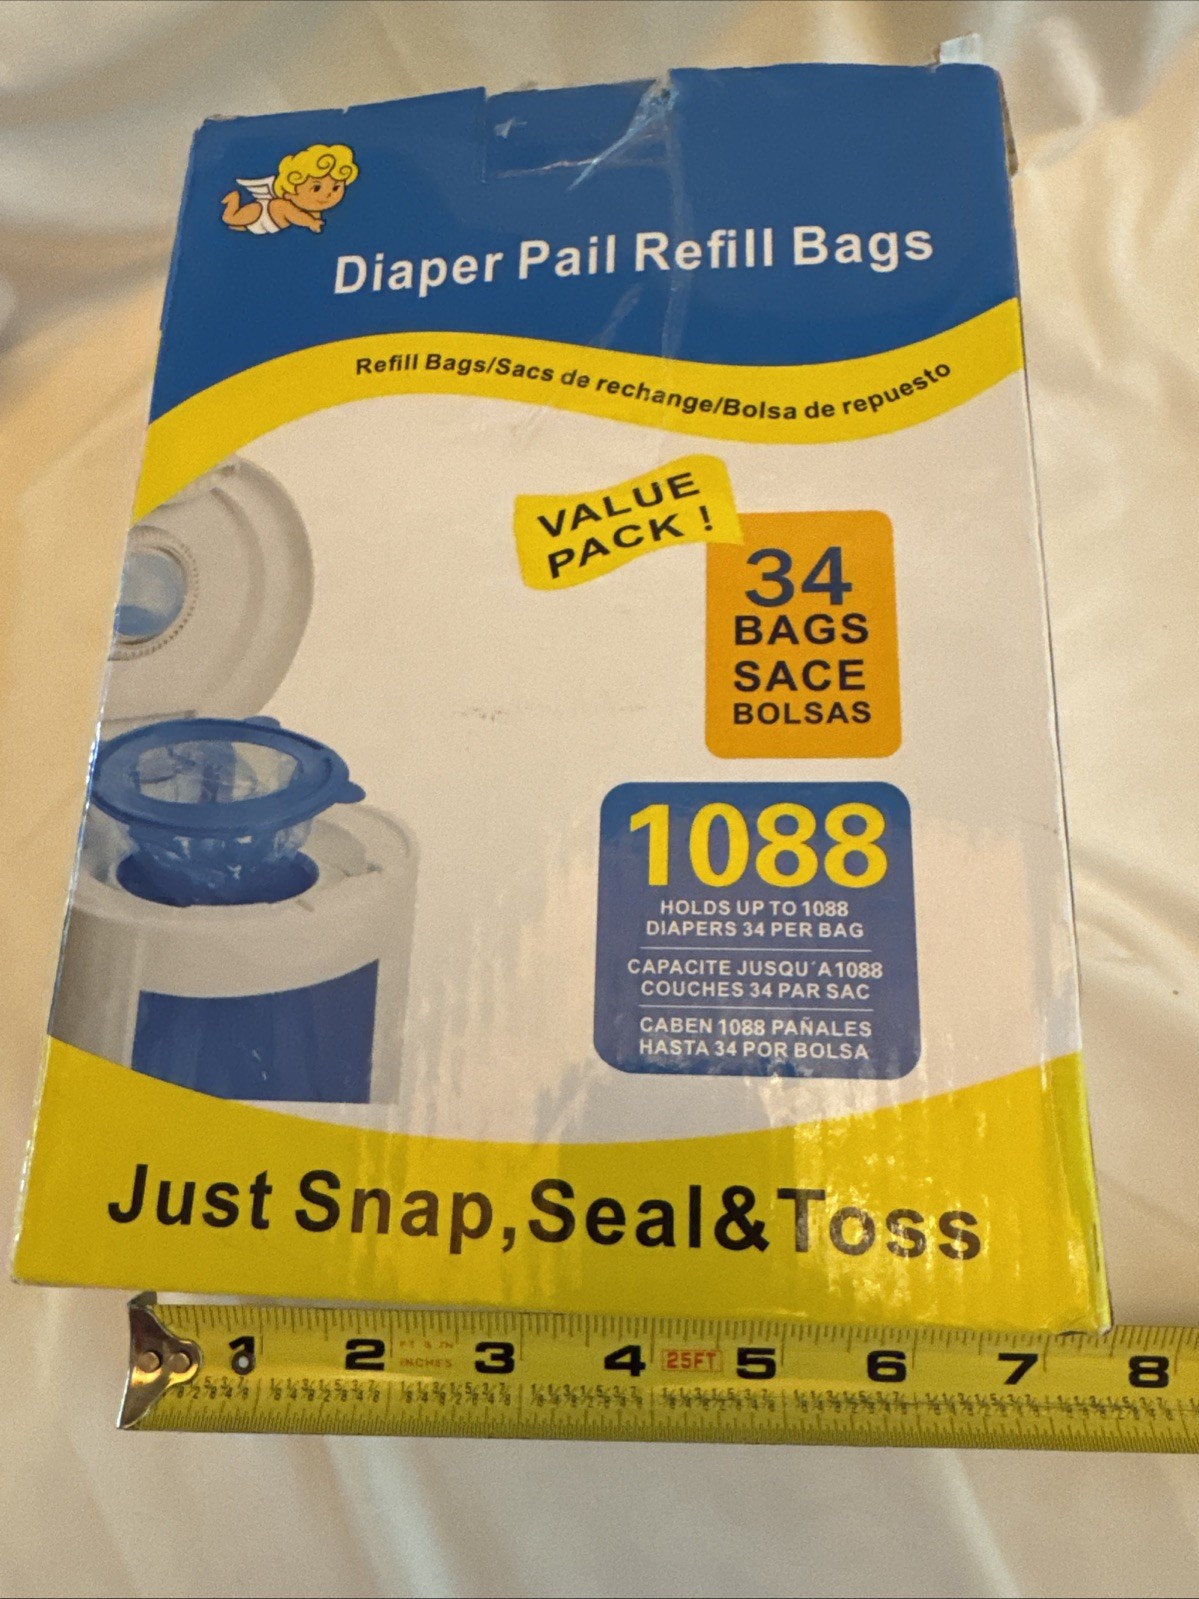 Diaper Pail Refill Bags
Refill Bags/Sacs de rechange/Bolsa de repuesto
VALUE
PACK !
34
BAGS
SACE
BOLSAS
1088
HOLDS UP TO 1088
DIAPERS 34 PER BAG
CAPACITE JUSQU´A 1088
COUCHES 34 PAR SAC
CABEN 1088 PAÑALES
HASTA 34 POR BOLSA
Just Snap,Seal&Toss
1 2 3 4 25FT 5 6 7 8
INCHES